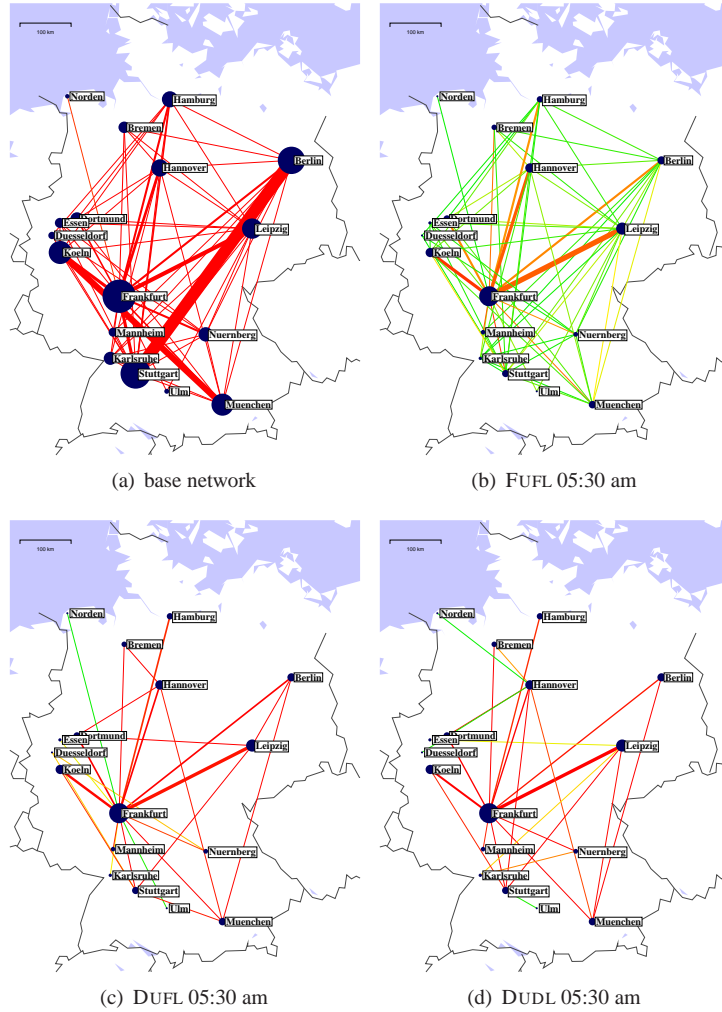 100 km
Norden
Hamburg
Bremen
Berlin
Hannover
Dortmund
Essen
Leipzig
Duesseldorf
Koeln
Frankfurt
Mannheim
Nuernberg
Karlsruhe
Stuttgart
Ulm
Muenchen
(a) base network
100 km
Norden
Hamburg
Bremen
Berlin
Hannover
Dortmund
Essen
Leipzig
Duesseldorf
Koeln
Frankfurt
Mannheim
Nuernberg
Karlsruhe
Stuttgart
Ulm
Muenchen
(b) FUFL 05:30 am
100 km
Norden
Hamburg
Bremen
Berlin
Hannover
Dortmund
Essen
Leipzig
Duesseldorf
Koeln
Frankfurt
Mannheim
Nuernberg
Karlsruhe
Stuttgart
Ulm
Muenchen
(c) DUFL 05:30 am
100 km
Norden
Hamburg
Bremen
Berlin
Hannover
Dortmund
Essen
Leipzig
Duesseldorf
Koeln
Frankfurt
Mannheim
Nuernberg
Karlsruhe
Stuttgart
Ulm
Muenchen
(d) DUDL 05:30 am